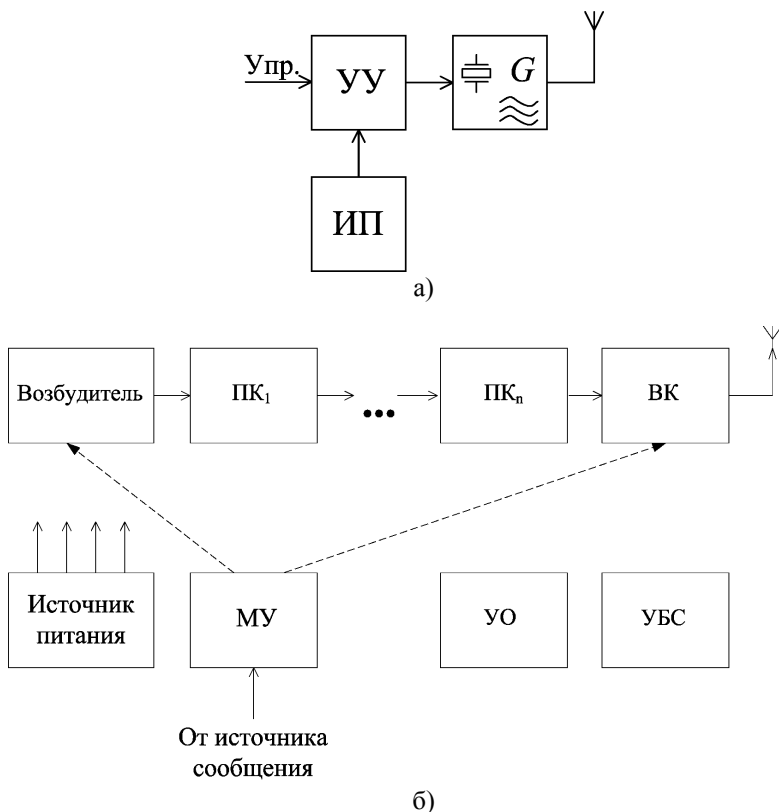 Упр.
УУ
G
ИП
а)
Возбудитель
ПК₁
...
ПКₙ
ВК
Источник
питания
МУ
УО
УБС
От источника
сообщения
б)